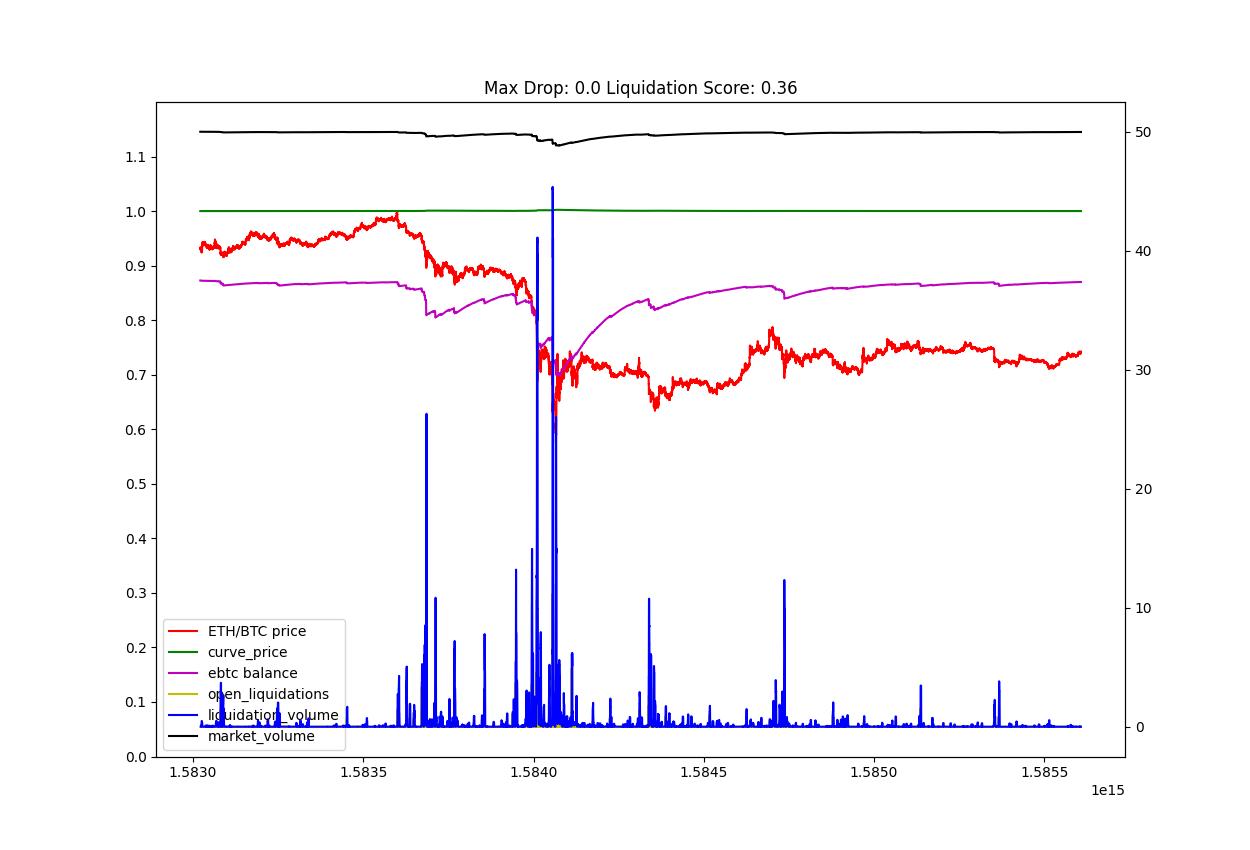 Max Drop: 0.0 Liquidation Score: 0.36
1.1
1.0
0.9
0.8
0.7
0.6
0.5
0.4
0.3
0.2
0.1
0.0
50
40
30
20
10
0
ETH/BTC price
curve_price
ebtc balance
open_liquidations
liquidation_volume
market_volume
1.5830 1.5835 1.5840 1.5845 1.5850 1.5855
1e15